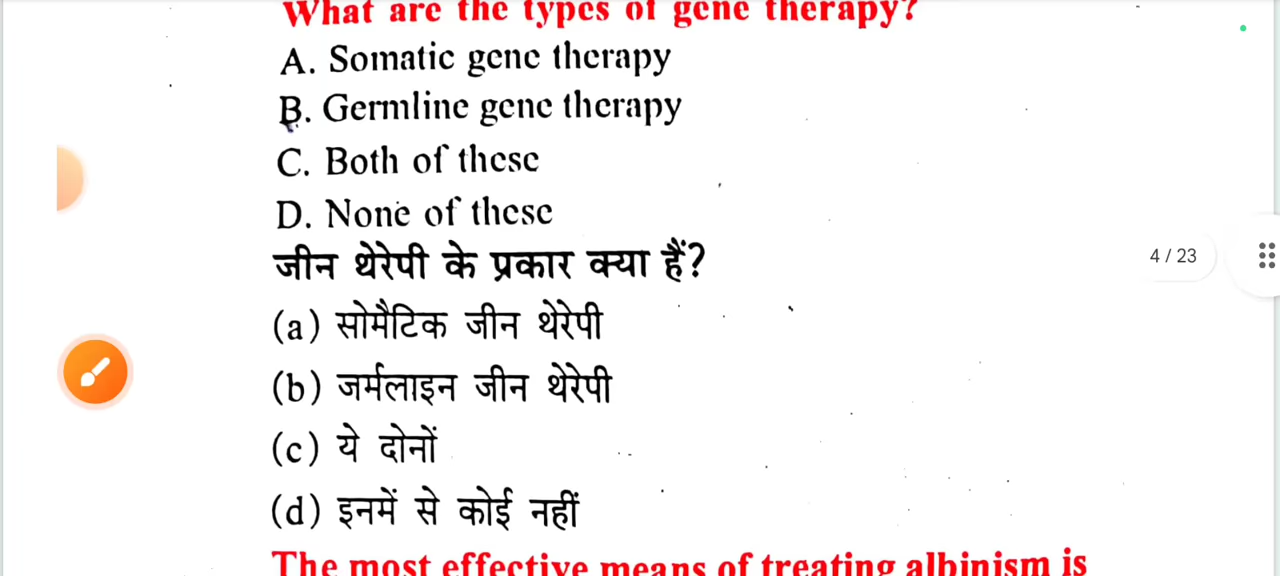 What are the types of gene therapy?
A. Somatic gene therapy
B. Germline gene therapy
C. Both of these
D. None of these
जीन थेरेपी के प्रकार क्या हैं?
(a) सोमैटिक जीन थेरेपी
(b) जर्मलाइन जीन थेरेपी
(c) ये दोनों
(d) इनमें से कोई नहीं
The most effective means of treating albinism is
4 / 23